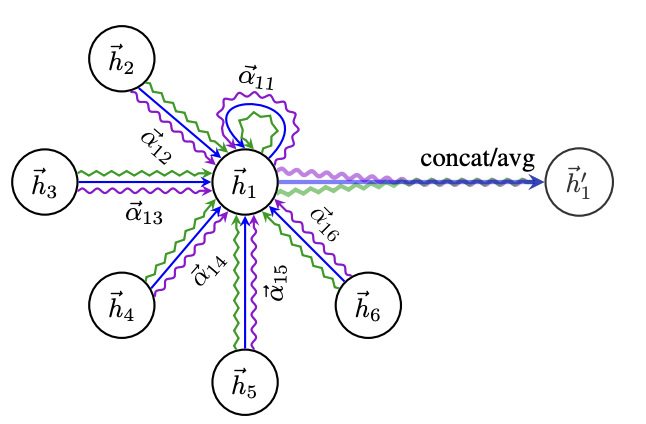 h⃗₂
α⃗₁₁
α⃗₁₂
concat/avg
h⃗₃
h⃗₁
h⃗′₁
α⃗₁₃
α⃗₁₆
α⃗₁₄
α⃗₁₅
h⃗₄
h⃗₆
h⃗₅